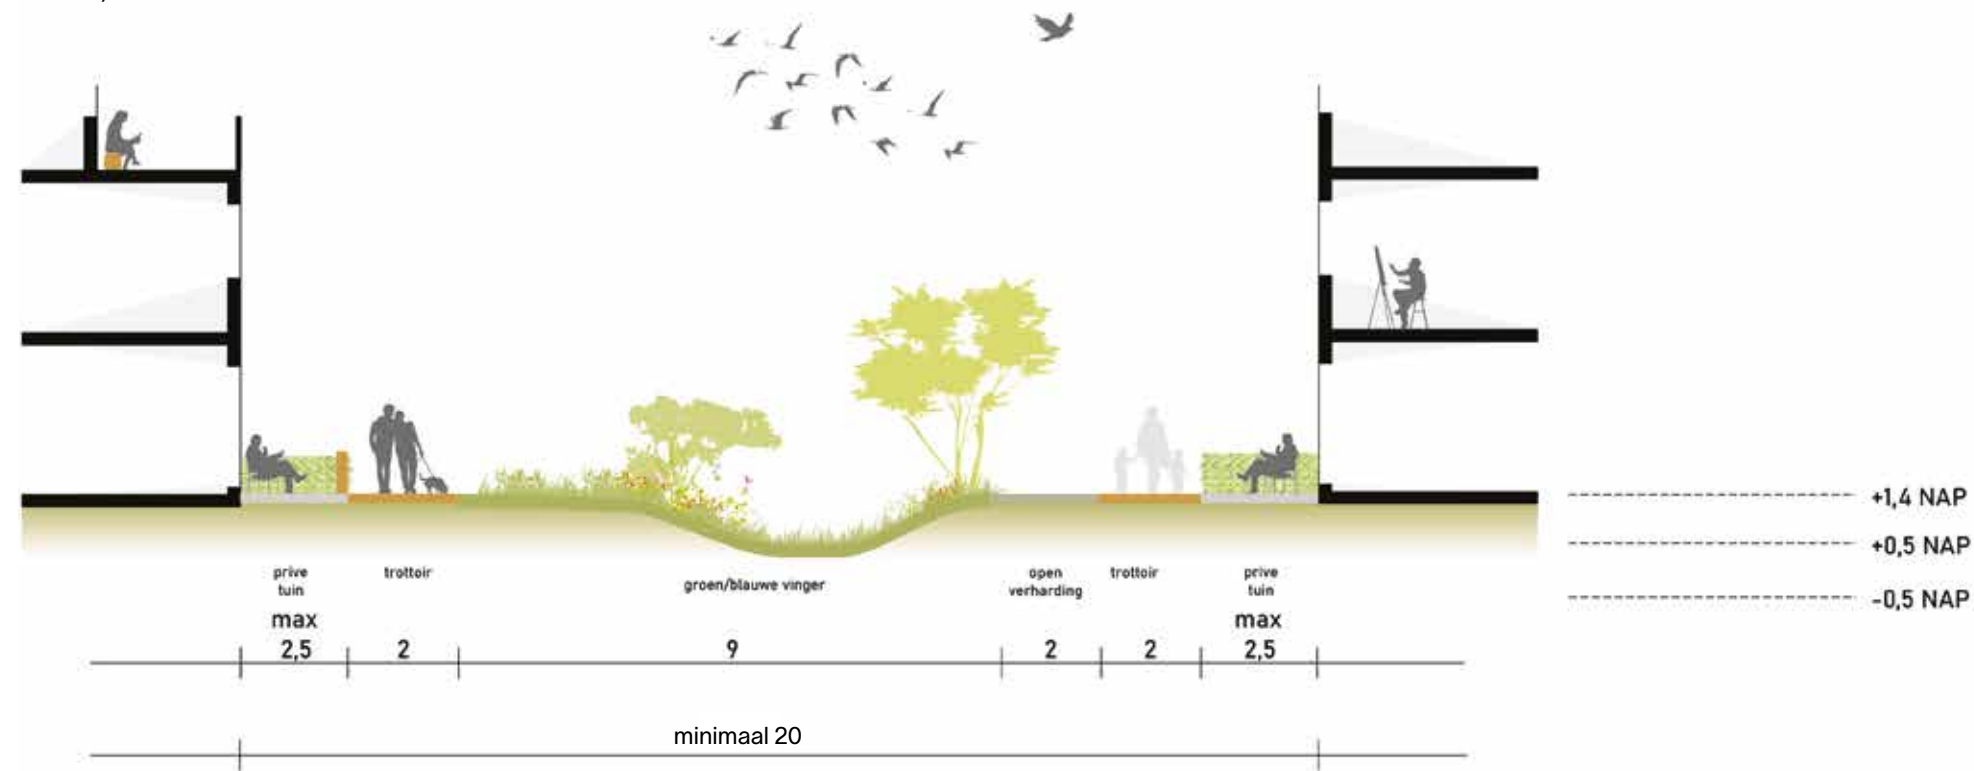 +1,4 NAP
+0,5 NAP
-0,5 NAP
prive
tuin
max
2,5
trottoir
2
groen/blauwe vinger
9
open
verharding
2
trottoir
2
prive
tuin
max
2,5
minimaal 20